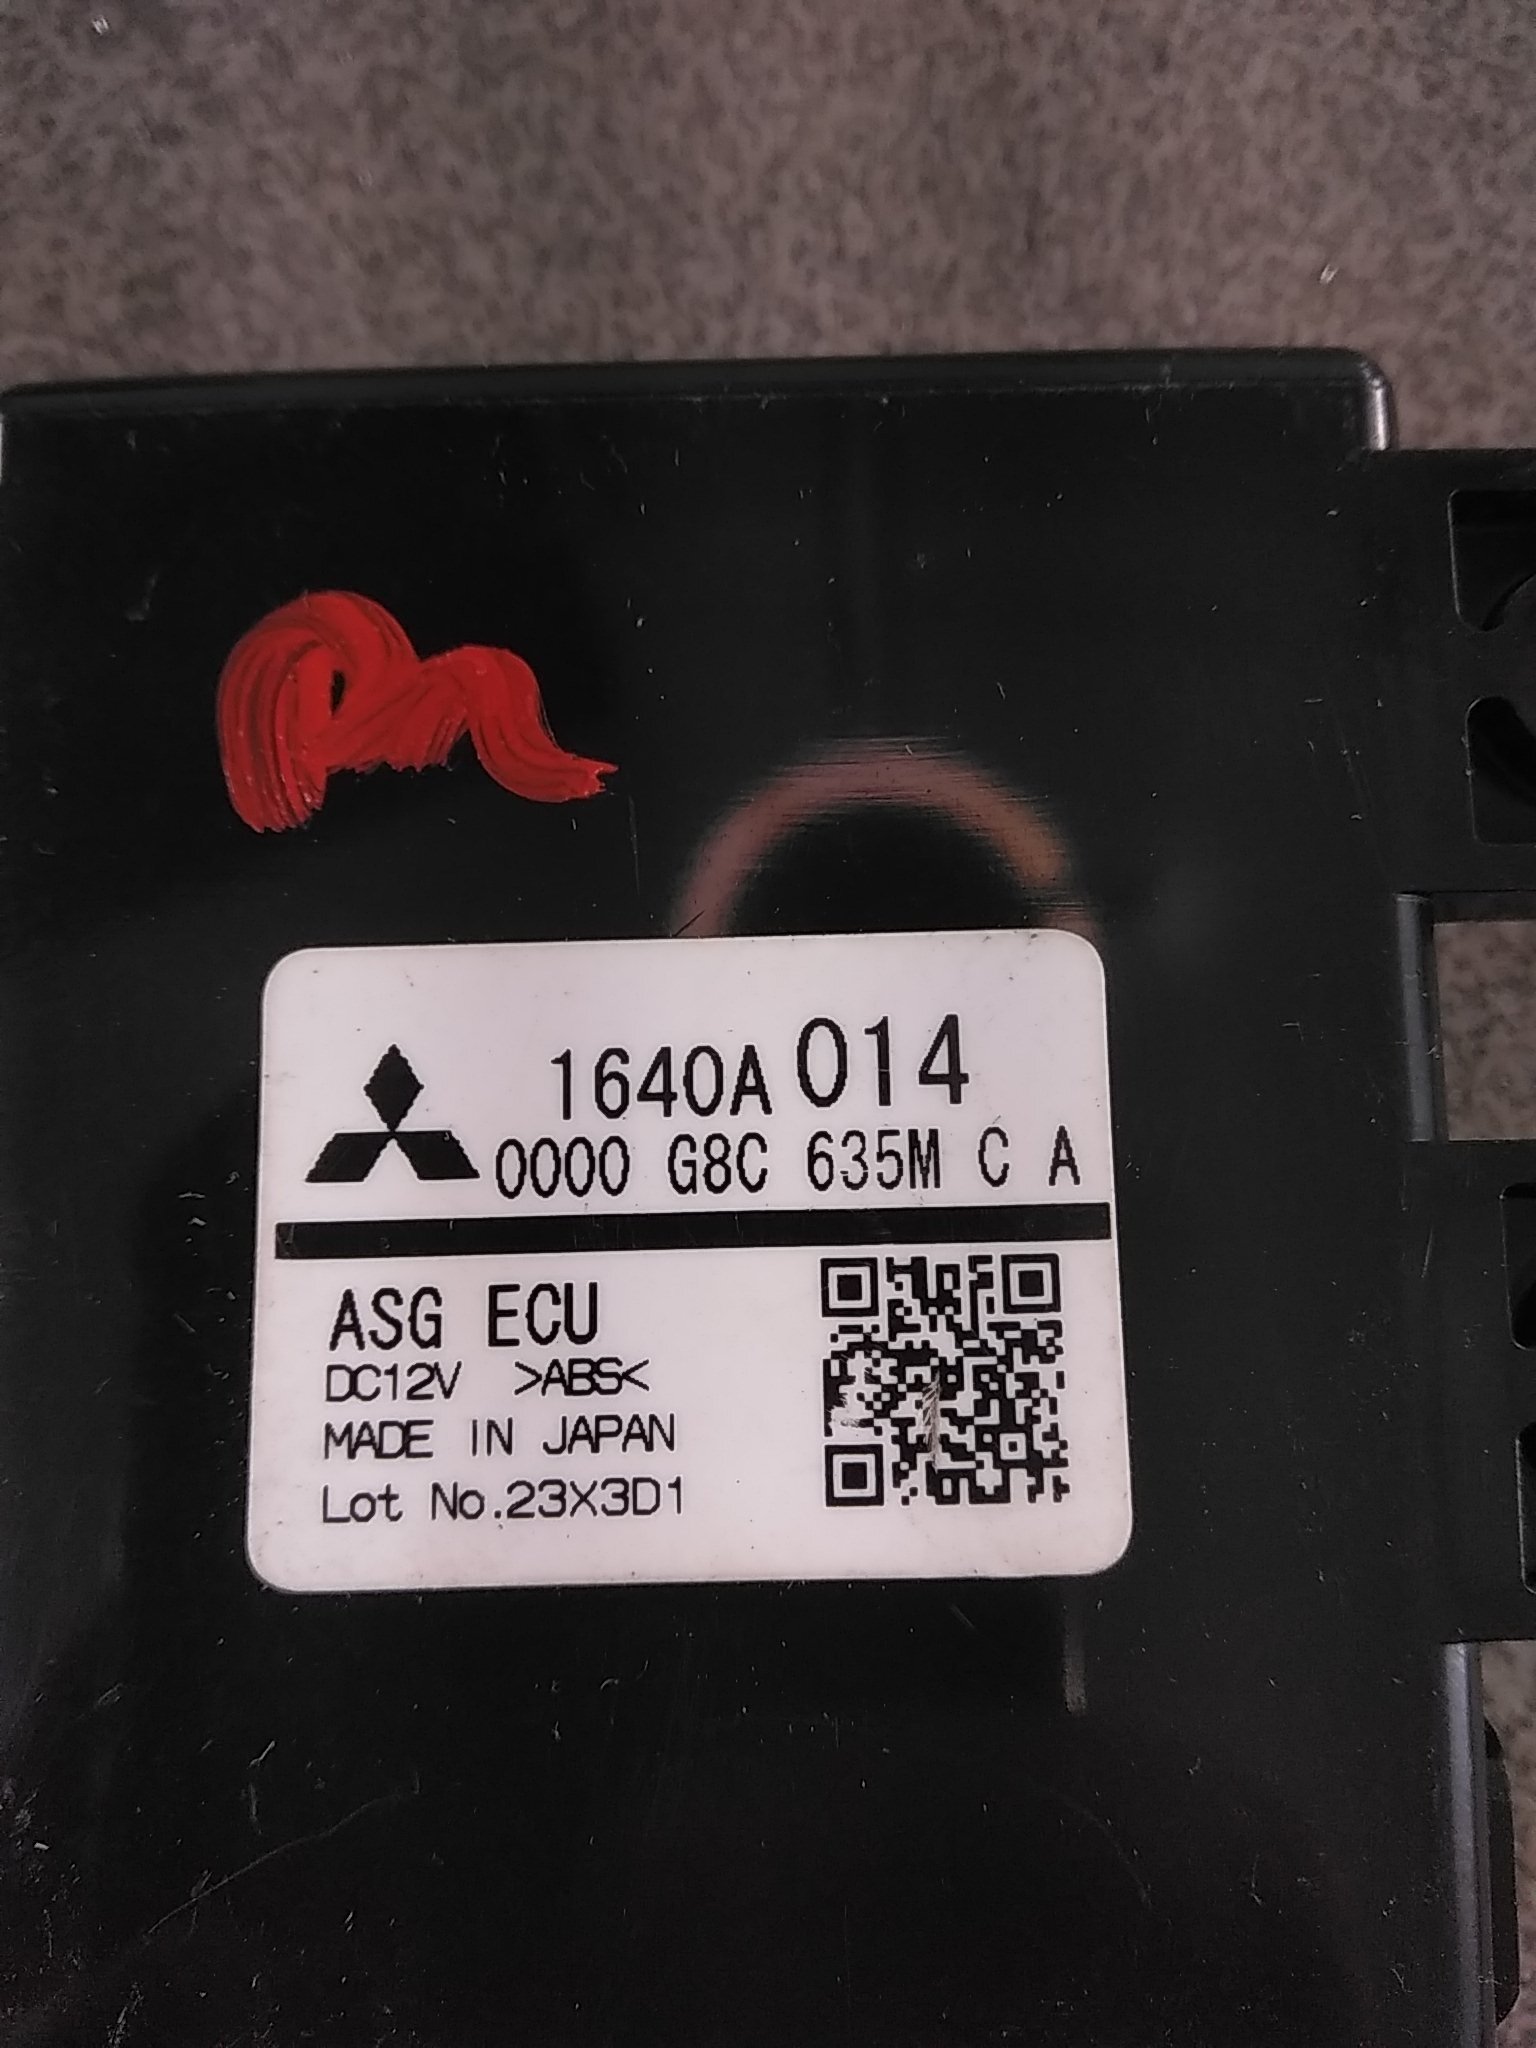 1640A 014
0000 G8C 635M C A
ASG ECU
DC12V >ABS<
MADE IN JAPAN
Lot No.23X3D1